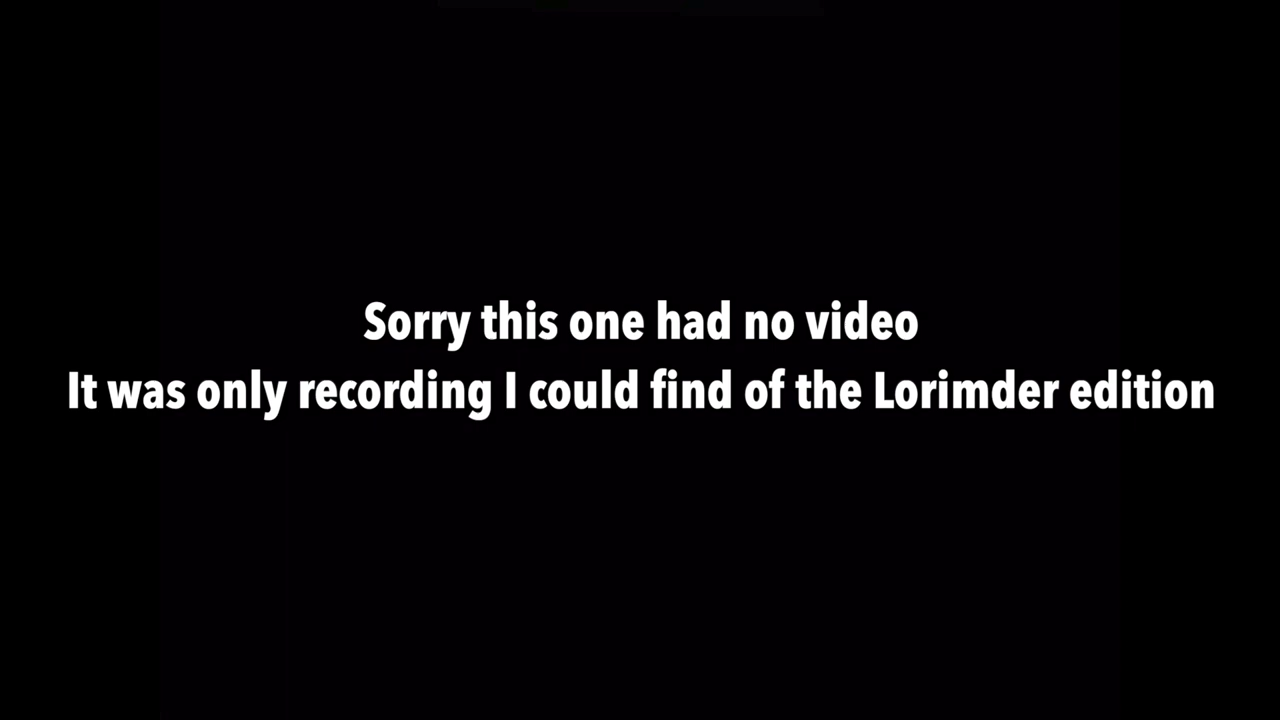 Sorry this one had no video
It was only recording I could find of the Lorimder edition